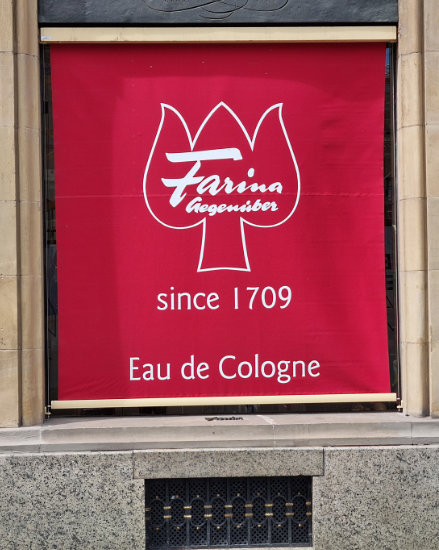 Farina
Gegenüber
since 1709
Eau de Cologne